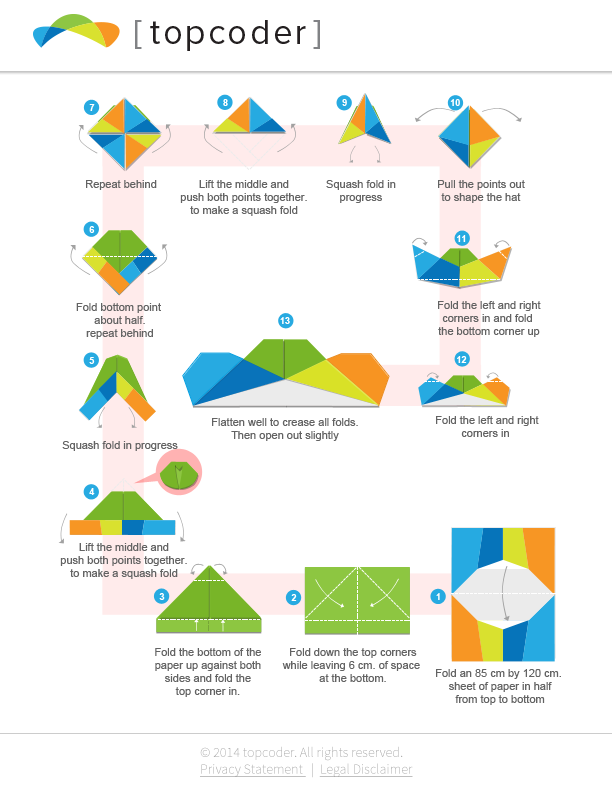 [ topcoder ]
7
Repeat behind
8
Lift the middle and
push both points together.
to make a squash fold
9
Squash fold in
progress
10
Pull the points out
to shape the hat
6
Fold bottom point
about half.
repeat behind
11
Fold the left and right
corners in and fold
the bottom corner up
13
Flatten well to crease all folds.
Then open out slightly
12
Fold the left and right
corners in
5
Squash fold in progress
4
Lift the middle and
push both points together.
to make a squash fold
3
Fold the bottom of the
paper up against both
sides and fold the
top corner in.
2
Fold down the top corners
while leaving 6 cm. of space
at the bottom.
1
Fold an 85 cm by 120 cm.
sheet of paper in half
from top to bottom
© 2014 topcoder. All rights reserved.
Privacy Statement | Legal Disclaimer